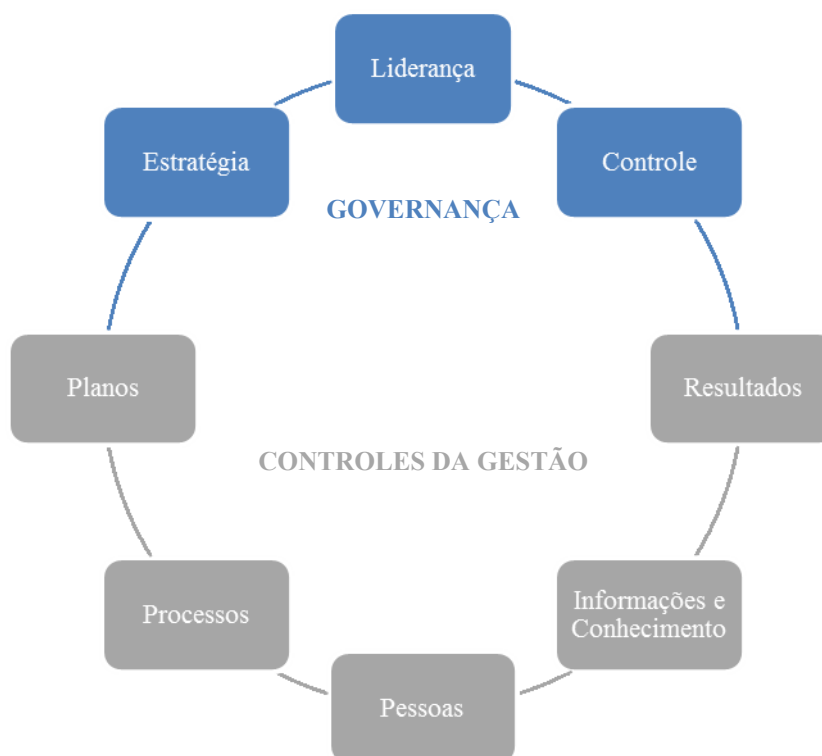 Liderança
Estratégia
Controle
GOVERNANÇA
Planos
Resultados
CONTROLES DA GESTÃO
Processos
Informações e
Conhecimento
Pessoas